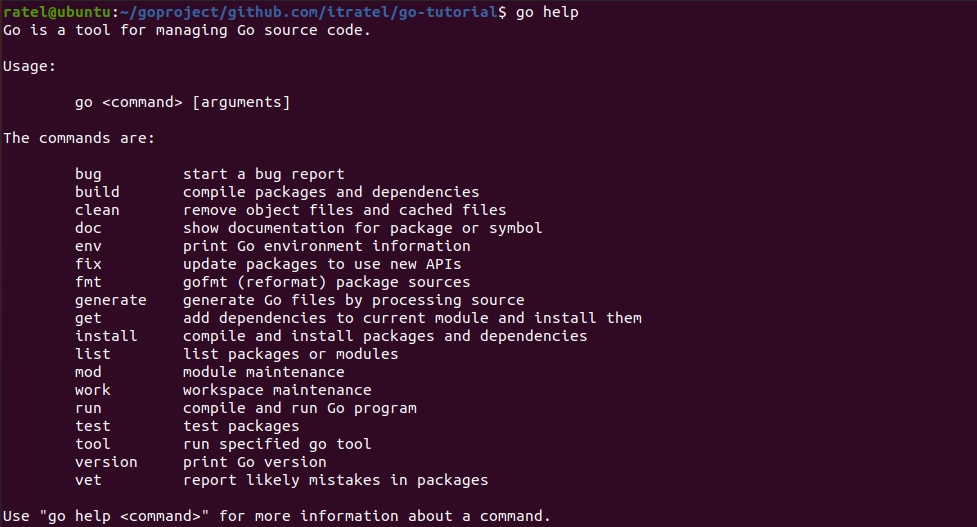 ratel@ubuntu:~/goproject/github.com/itratel/go-tutorial$ go help
Go is a tool for managing Go source code.
Usage:
go <command> [arguments]
The commands are:
bug start a bug report
build compile packages and dependencies
clean remove object files and cached files
doc show documentation for package or symbol
env print Go environment information
fix update packages to use new APIs
fmt gofmt (reformat) package sources
generate generate Go files by processing source
get add dependencies to current module and install them
install compile and install packages and dependencies
list list packages or modules
mod module maintenance
work workspace maintenance
run compile and run Go program
test test packages
tool run specified go tool
version print Go version
vet report likely mistakes in packages
Use "go help <command>" for more information about a command.